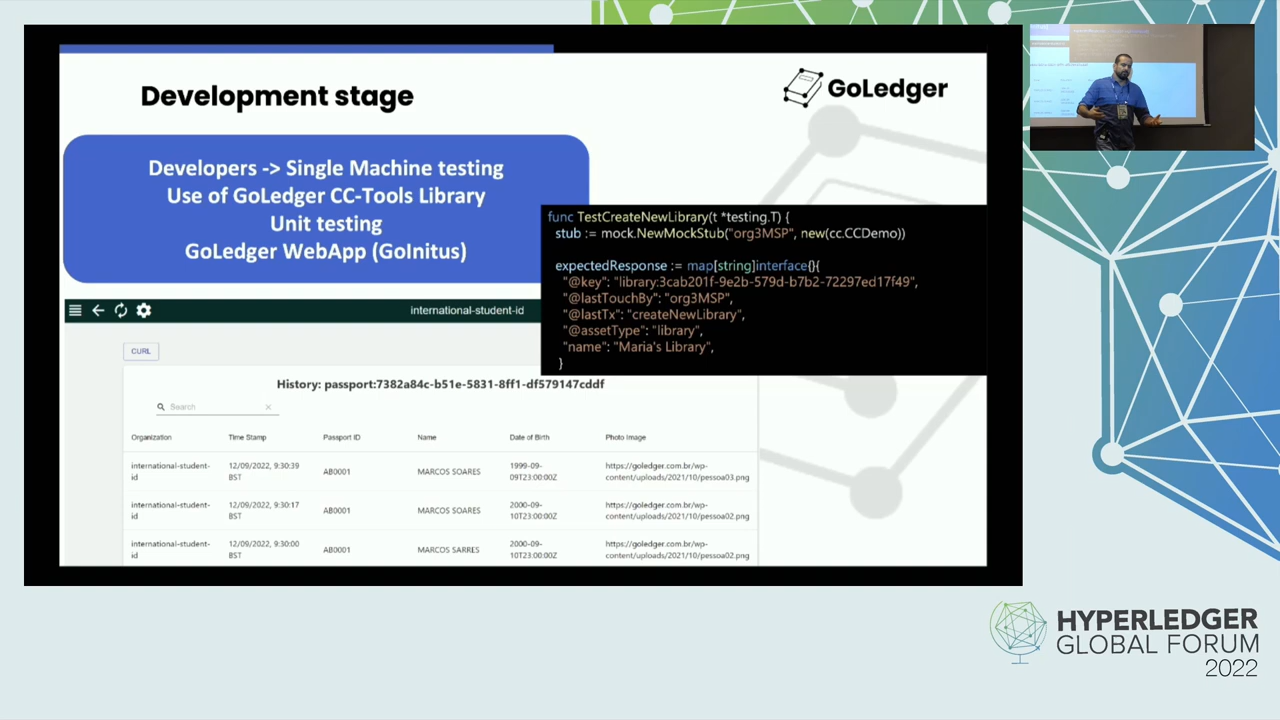 Development stage
GoLedger
Developers -> Single Machine testing
Use of GoLedger CC-Tools Library
Unit testing
GoLedger WebApp (GoInitus)
func TestCreateNewLibrary(t *testing.T) {
stub := mock.NewMockStub("org3MSP", new(cc.CCDemo))
expectedResponse := map[string]interface{}{
"@key": "library:3cab201f-9e2b-579d-b7b2-72297ed17f49",
"@lastTouchBy": "org3MSP",
"@lastTx": "createNewLibrary",
"@assetType": "library",
"name": "Maria's Library",
}
international-student-id
CURL
History: passport:7382a84c-b51e-5831-8ff1-df579147cddf
Search
Organization Time Stamp Passport ID Name Date of Birth Photo Image
international-student- 12/09/2022, 9:30:39 AB0001 MARCOS SOARES 1999-09- https://goledger.com.br/wp-
id BST 09T23:00:00Z content/uploads/2021/10/pessoa03.png
international-student- 12/09/2022, 9:30:17 AB0001 MARCOS SOARES 2000-09- https://goledger.com.br/wp-
id BST 10T23:00:00Z content/uploads/2021/10/pessoa02.png
international-student- 12/09/2022, 9:30:00 AB0001 MARCOS SARRES 2000-09- https://goledger.com.br/wp-
id BST 10T23:00:00Z content/uploads/2021/10/pessoa02.png
HYPERLEDGER
GLOBAL FORUM
2022